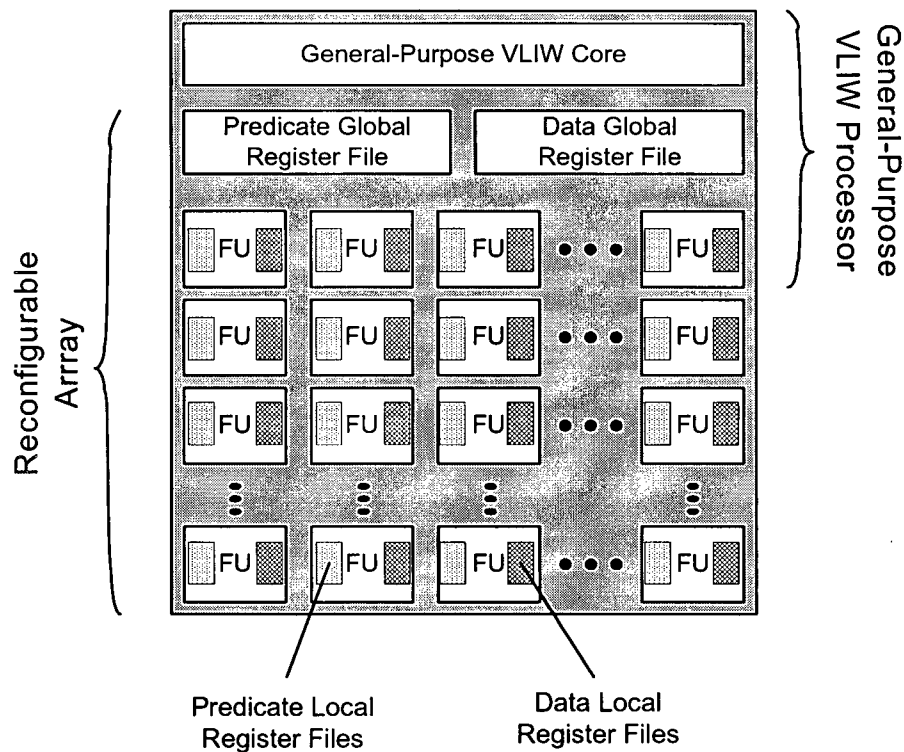 General-Purpose VLIW Core
General-Purpose
VLIW Processor
Predicate Global
Register File
Data Global
Register File
Reconfigurable
Arrray
FU FU FU FU
FU FU FU FU
FU FU FU FU
FU FU FU FU
Predicate Local
Register Files
Data Local
Register Files